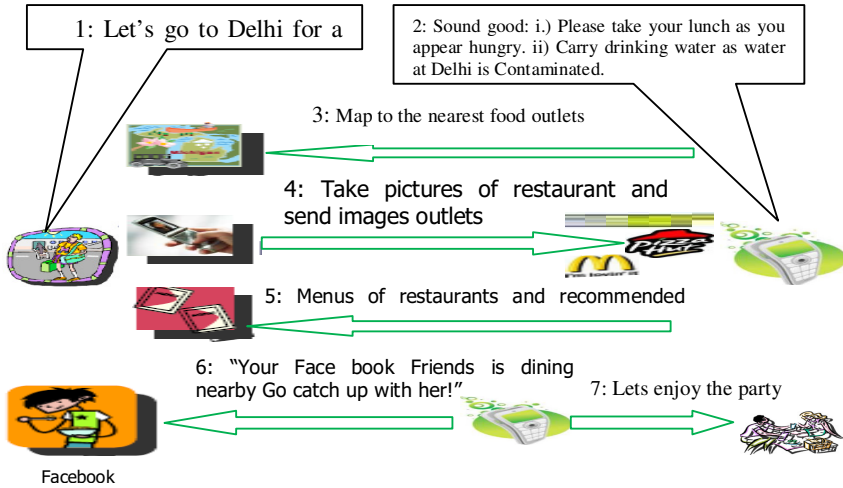 1: Let's go to Delhi for a
2: Sound good: i.) Please take your lunch as you
appear hungry. ii) Carry drinking water as water
at Delhi is Contaminated.
3: Map to the nearest food outlets
4: Take pictures of restaurant and
send images outlets
i'm lovin' it
5: Menus of restaurants and recommended
6: “Your Face book Friends is dining
nearby Go catch up with her!”
7: Lets enjoy the party
Facebook